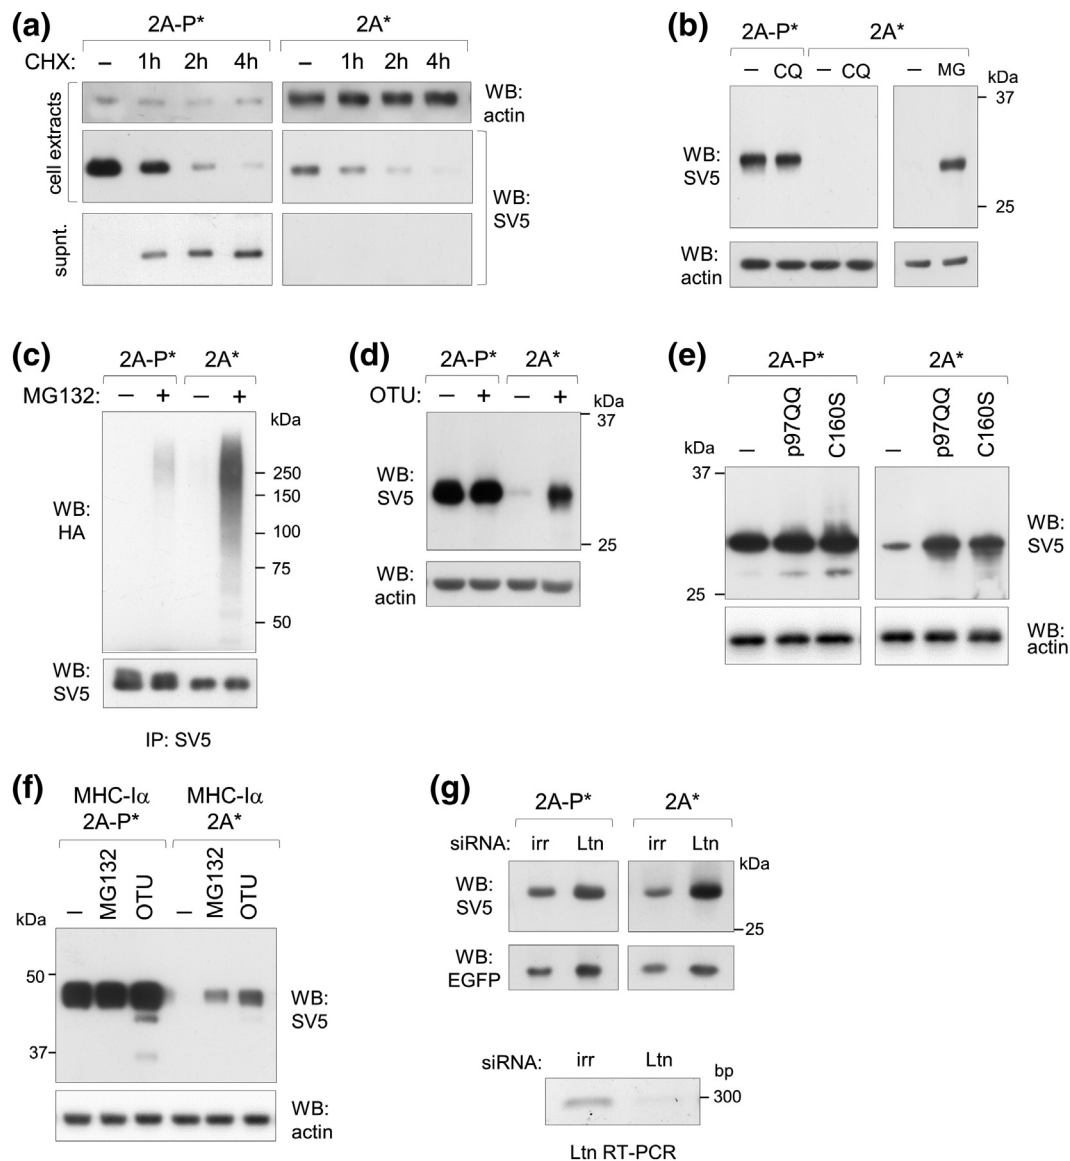 (a)
2A-P* 2A*
CHX: – 1h 2h 4h – 1h 2h 4h
cell extracts
WB:
actin
WB:
SV5
supnt.
(b)
2A-P* 2A*
– CQ – CQ – MG
kDa
37
WB:
SV5
25
WB:
actin
(c)
2A-P* 2A*
MG132: – + – +
kDa
250
150
WB:
HA
100
75
50
WB:
SV5
IP: SV5
(d)
2A-P* 2A*
OTU: – + – +
kDa
37
WB:
SV5
25
WB:
actin
(e)
2A-P* 2A*
– p97QQ C160S – p97QQ C160S
kDa
37
WB:
SV5
25
WB:
actin
(f)
MHC-Iα MHC-Iα
2A-P* 2A*
– MG132 OTU – MG132 OTU
kDa
50
WB:
SV5
37
WB:
actin
(g)
2A-P* 2A*
siRNA: irr Ltn irr Ltn
kDa
WB:
SV5
25
WB:
EGFP
siRNA: irr Ltn
bp
300
Ltn RT-PCR